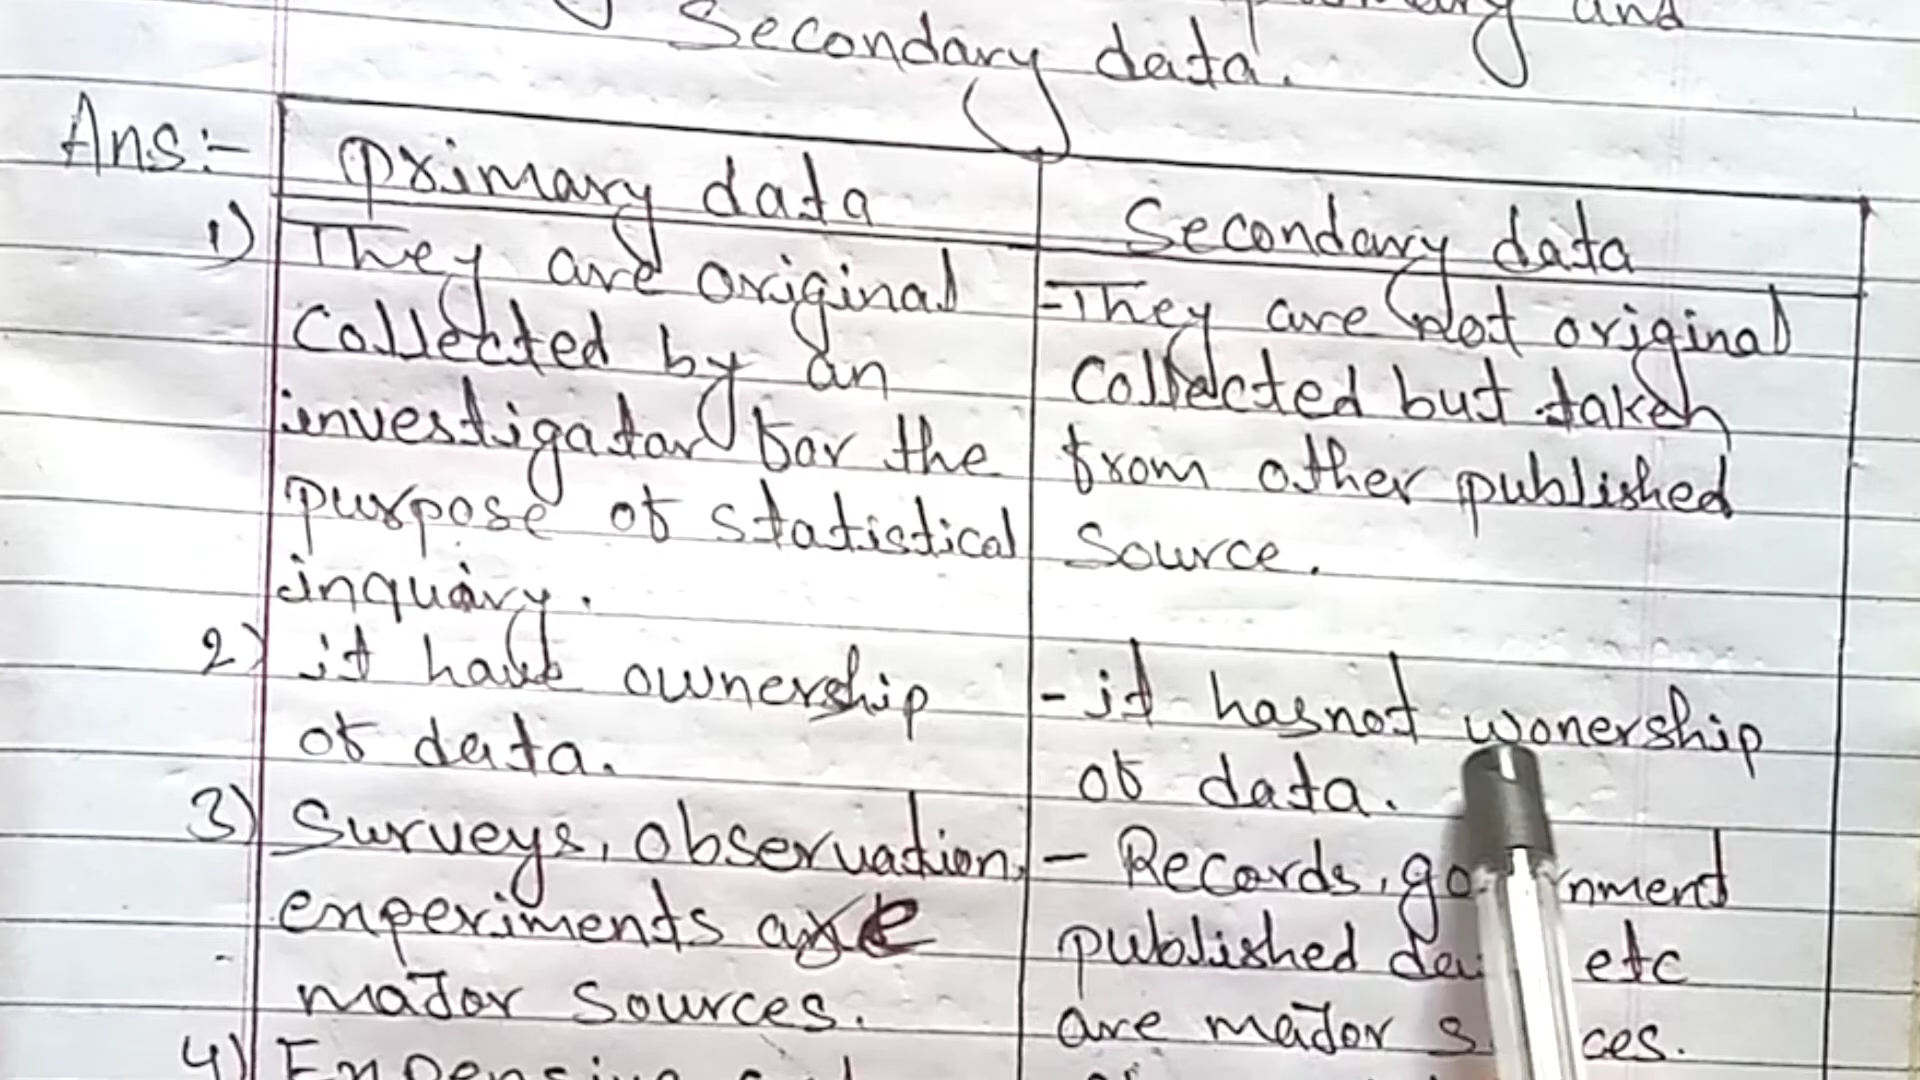 and
Secondary data.
Ans:-
primary data
Secondary data
1) They are original
collected by an
investigator for the
purpose of statistical
inquiry.
- They are not original
collected but taken
from other published
source.
2) it have ownership
of data.
- it hasnot wonership
of data.
3) Surveys, observation,
experiments are
major sources.
- Records,
published etc
are major
4)